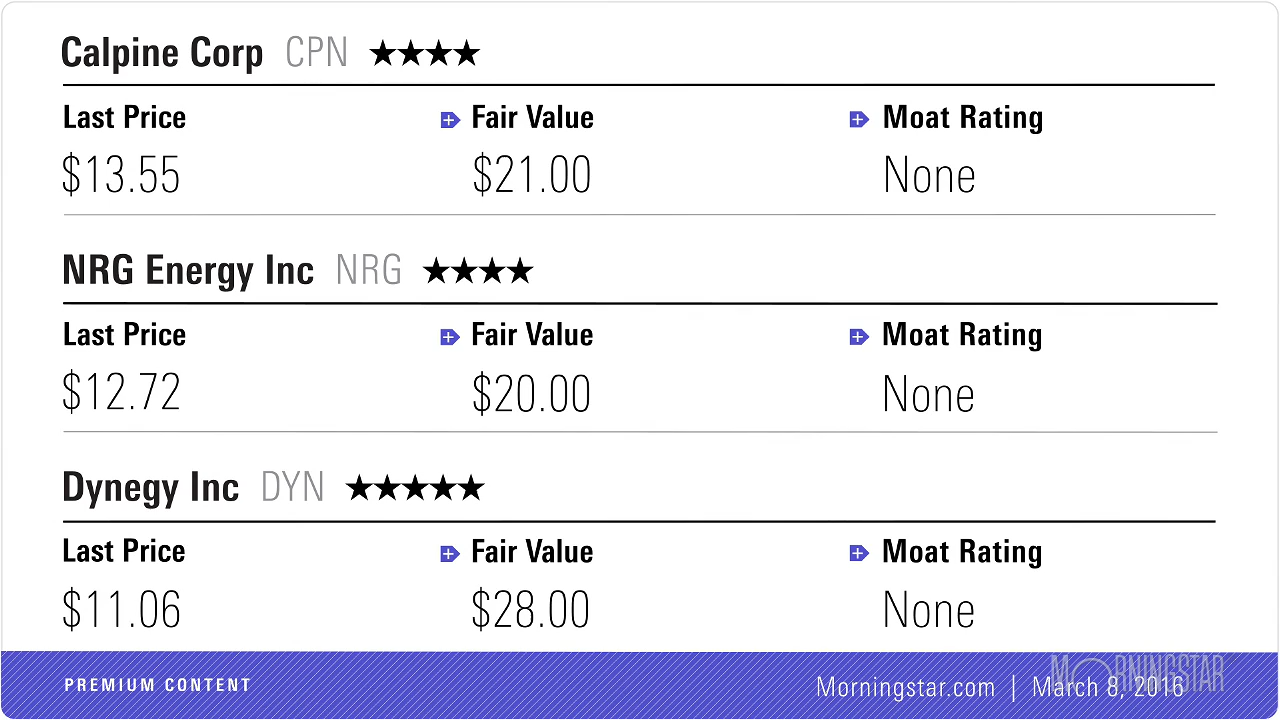 Calpine Corp CPN ★★★★
Last Price Fair Value Moat Rating
$13.55 $21.00 None
NRG Energy Inc NRG ★★★★
Last Price Fair Value Moat Rating
$12.72 $20.00 None
Dynegy Inc DYN ★★★★★
Last Price Fair Value Moat Rating
$11.06 $28.00 None
MORNINGSTAR
PREMIUM CONTENT Morningstar.com | March 8, 2016